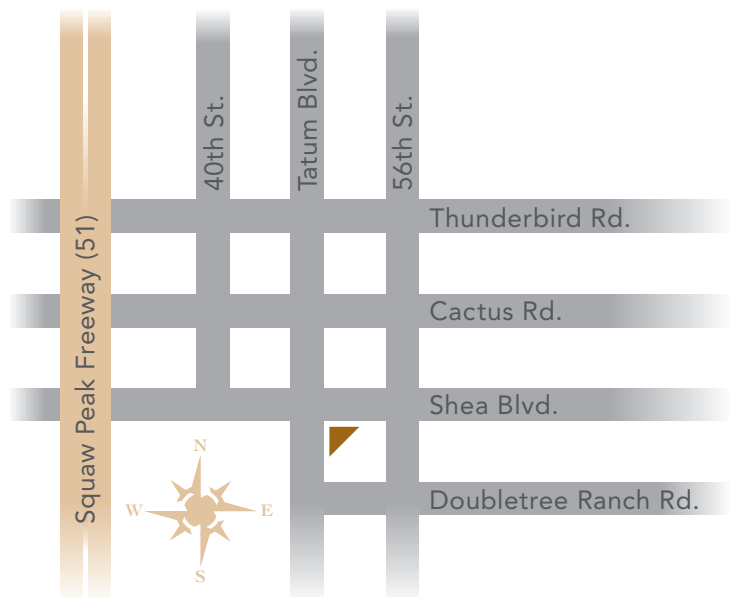 40th St.
Tatum Blvd.
56th St.
Thunderbird Rd.
Squaw Peak Freeway (51)
Cactus Rd.
Shea Blvd.
N
W
E
S
Doubletree Ranch Rd.